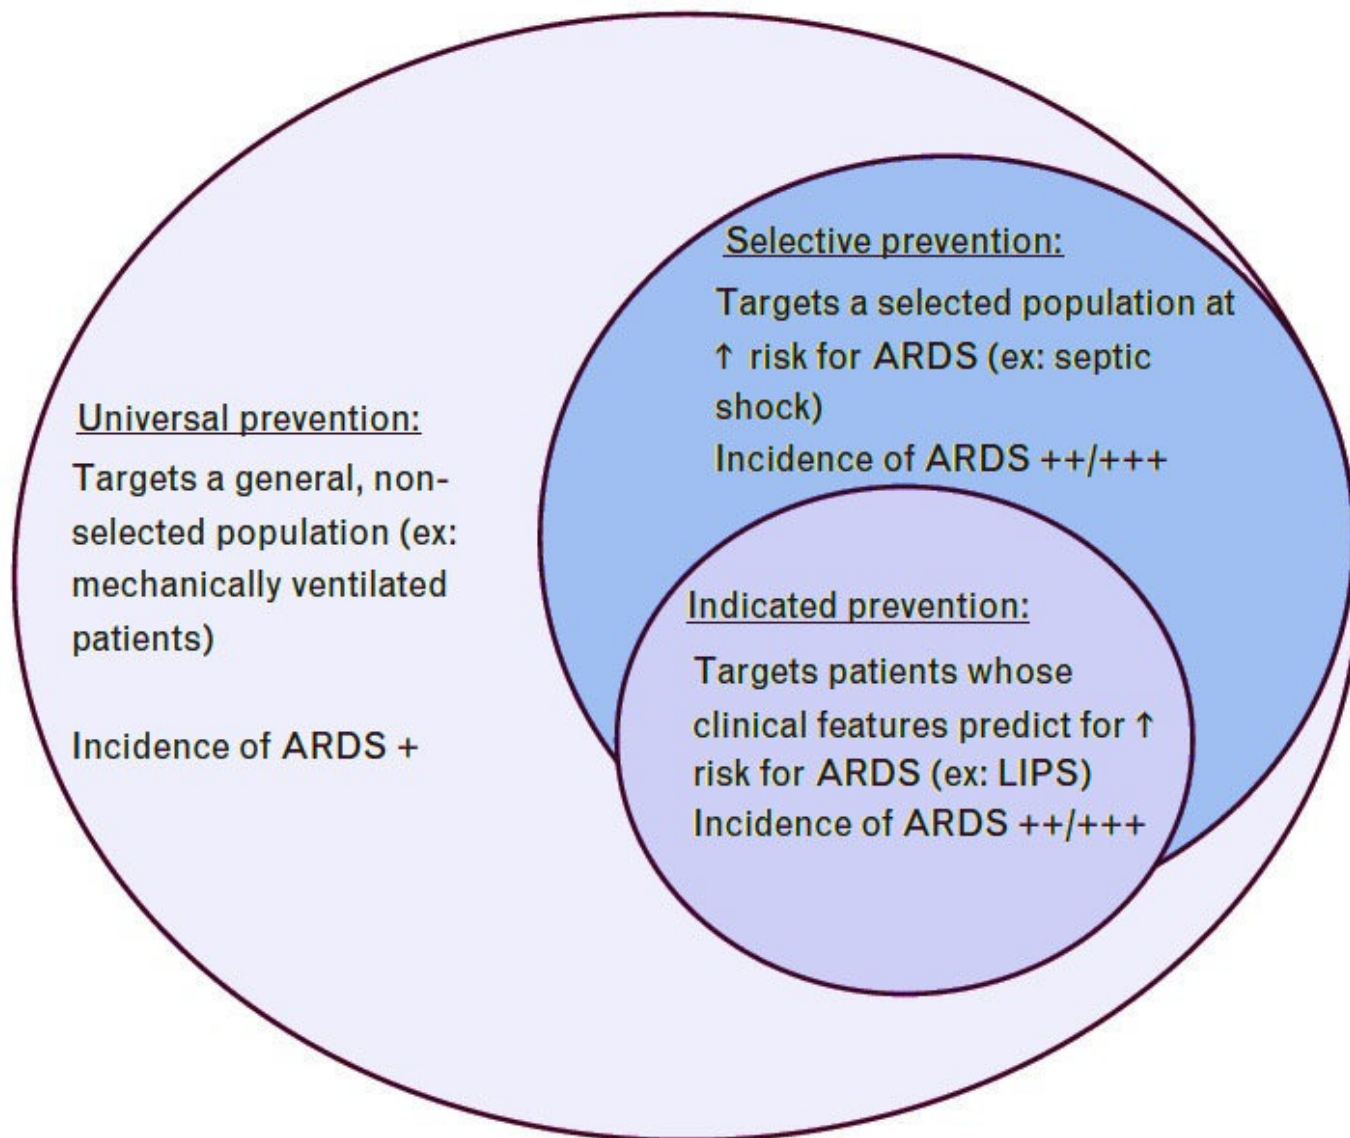 Universal prevention:
Targets a general, non-
selected population (ex:
mechanically ventilated
patients)
Incidence of ARDS +
Selective prevention:
Targets a selected population at
↑ risk for ARDS (ex: septic
shock)
Incidence of ARDS ++/+++
Indicated prevention:
Targets patients whose
clinical features predict for ↑
risk for ARDS (ex: LIPS)
Incidence of ARDS ++/+++